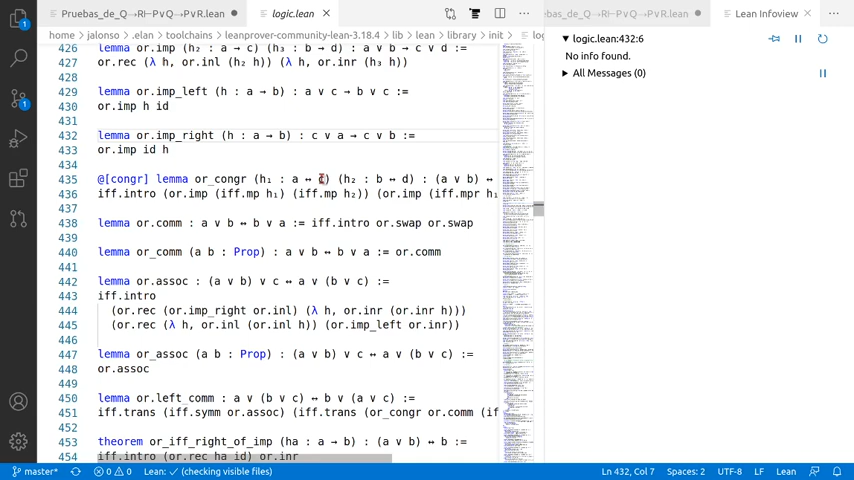 Pruebas_de_Q→R⊢P∨Q→P∨R.lean
logic.lean ×
Pruebas_de_Q→R⊢P∨Q→P∨R.lean
Lean Infoview ×
home > jalonso > .elan > toolchains > leanprover-community-lean-3.18.4 > lib > lean > library > init >
logic.lean:432:6
No info found.
All Messages (0)
426 lemma or.imp (h₂ : a → c) (h₃ : b → d) : a ∨ b → c ∨ d :=
427 or.rec (λ h, or.inl (h₂ h)) (λ h, or.inr (h₃ h))
428
429 lemma or.imp_left (h : a → b) : a ∨ c → b ∨ c :=
430 or.imp h id
431
432 lemma or.imp_right (h : a → b) : c ∨ a → c ∨ b :=
433 or.imp id h
434
435 @[congr] lemma or_congr (h₁ : a ↔ c) (h₂ : b ↔ d) : (a ∨ b) ↔
436 iff.intro (or.imp (iff.mp h₁) (iff.mp h₂)) (or.imp (iff.mpr h₁
437
438 lemma or.comm : a ∨ b ↔ b ∨ a := iff.intro or.swap or.swap
439
440 lemma or_comm (a b : Prop) : a ∨ b ↔ b ∨ a := or.comm
441
442 lemma or.assoc : (a ∨ b) ∨ c ↔ a ∨ (b ∨ c) :=
443 iff.intro
444 (or.rec (or.imp_right or.inl) (λ h, or.inr (or.inr h)))
445 (or.rec (λ h, or.inl (or.inl h)) (or.imp_left or.inr))
446
447 lemma or_assoc (a b : Prop) : (a ∨ b) ∨ c ↔ a ∨ (b ∨ c) :=
448 or.assoc
449
450 lemma or.left_comm : a ∨ (b ∨ c) ↔ b ∨ (a ∨ c) :=
451 iff.trans (iff.symm or.assoc) (iff.trans (or_congr or.comm (if
452
453 theorem or_iff_right_of_imp (ha : a → b) : (a ∨ b) ↔ b :=
454 iff.intro (or.rec ha id) or.inr
master* 0 0 Lean: ✓ (checking visible files) Ln 432, Col 7 Spaces: 2 UTF-8 LF Lean